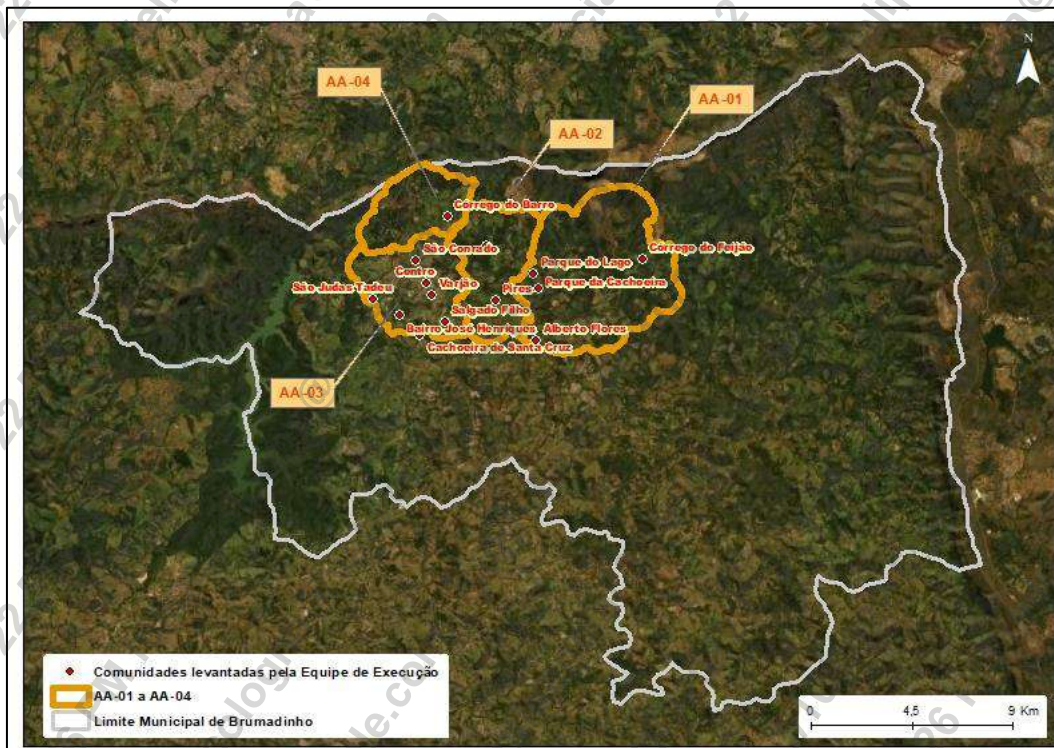 N
AA-04
AA-01
AA-02
Corrego do Barro
São Conrado
Corrego do Feijão
Parque do Lago
Centro
Parque da Cachoeira
São Judas Tadeu
Varjão
Pires
Salgado Filho
Bairro José Henriques
Alberto Flores
Cachoeira de Santa Cruz
AA-03
Comunidades levantadas pela Equipe de Execução
AA-01 a AA-04
Limite Municipal de Brumadinho
0 4,5 9 Km